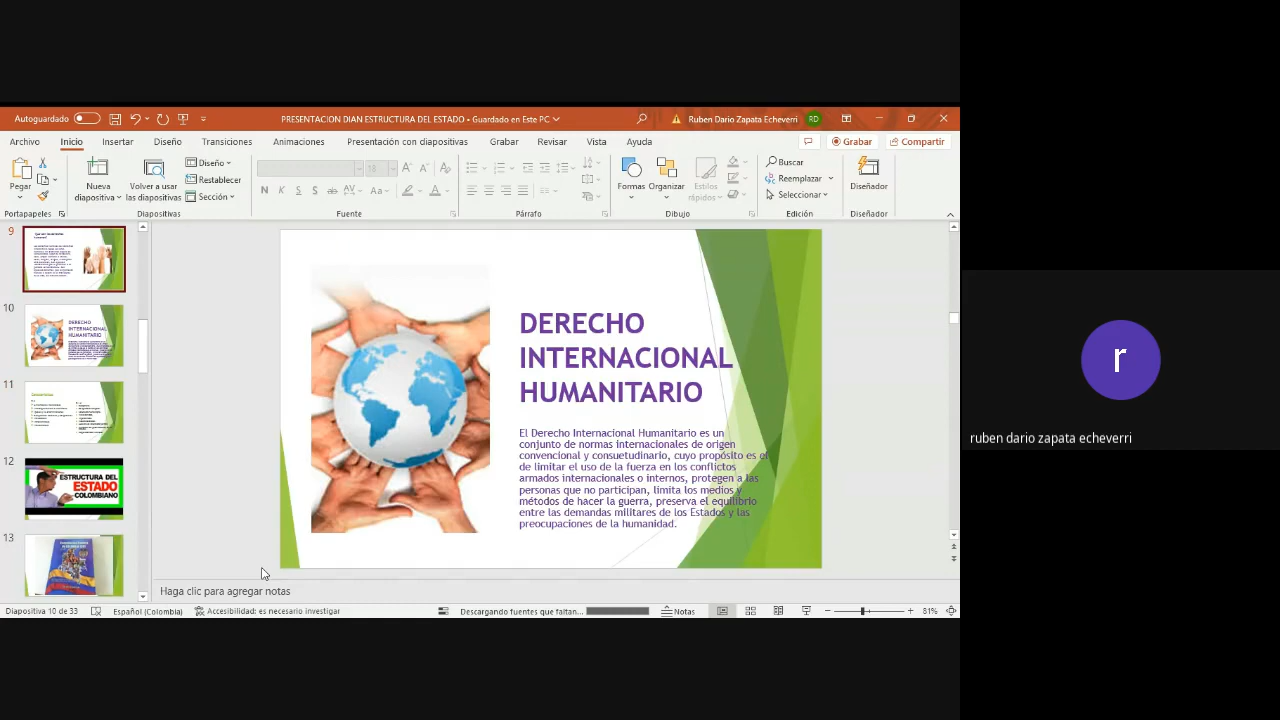 Autoguardado
PRESENTACION DIAN ESTRUCTURA DEL ESTADO • Guardado en Este PC
Ruben Dario Zapata Echeverri
RD
Archivo
Inicio
Insertar
Diseño
Transiciones
Animaciones
Presentación con diapositivas
Grabar
Revisar
Vista
Ayuda
Grabar
Compartir
Pegar
Nueva
diapositiva
Volver a usar
las diapositivas
Diseño
Restablecer
Sección
Formas
Organizar
Estilos
rápidos
Buscar
Reemplazar
Seleccionar
Diseñador
Portapapeles
Diapositivas
Fuente
Párrafo
Dibujo
Edición
Diseñador
9
10
DERECHO
INTERNACIONAL
HUMANITARIO
11
12
ESTRUCTURA DEL
ESTADO
COLOMBIANO
13
DERECHO
INTERNACIONAL
HUMANITARIO
El Derecho Internacional Humanitario es un
conjunto de normas internacionales de origen
convencional y consuetudinario, cuyo propósito es el
de limitar el uso de la fuerza en los conflictos
armados internacionales o internos, protegen a las
personas que no participan, limita los medios y
métodos de hacer la guerra, preserva el equilibrio
entre las demandas militares de los Estados y las
preocupaciones de la humanidad.
Haga clic para agregar notas
Diapositiva 10 de 33
Español (Colombia)
Accesibilidad: es necesario investigar
Descargando fuentes que faltan...
Notas
81%
r
ruben dario zapata echeverri